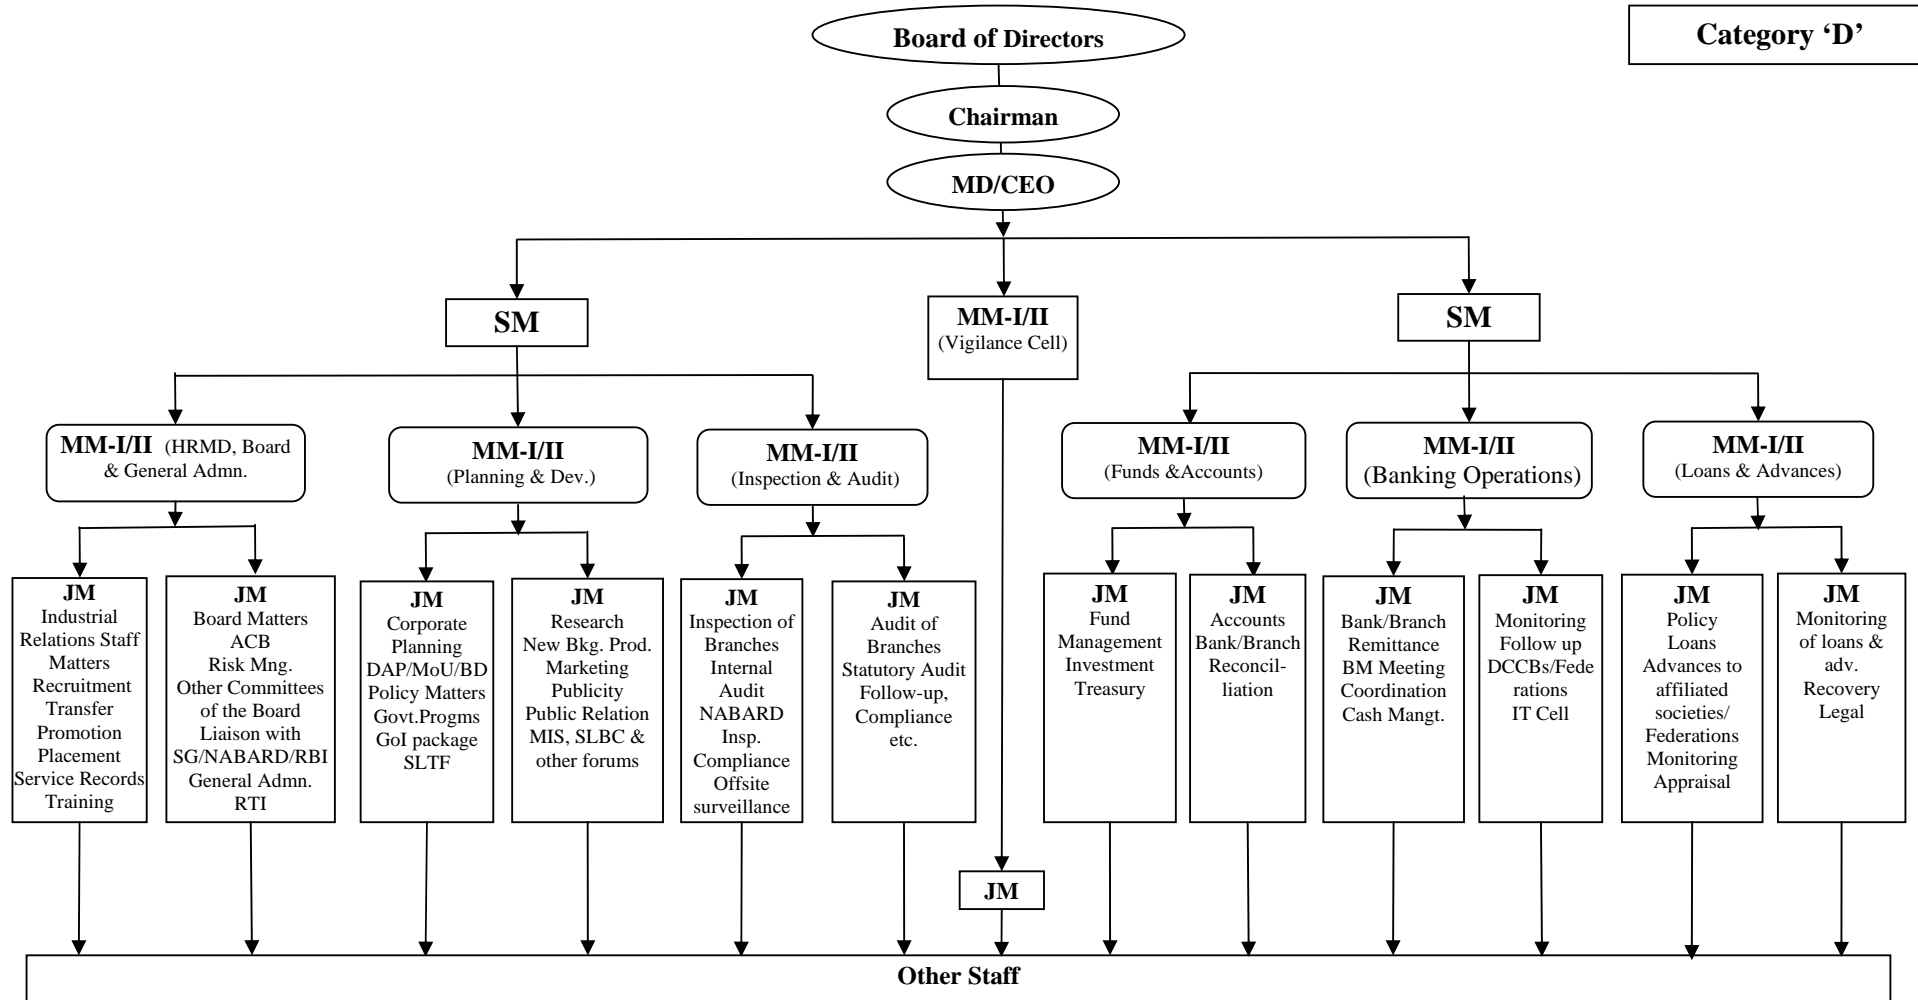 Board of Directors
Category ‘D’
Chairman
MD/CEO
SM
MM-I/II
(Vigilance Cell)
SM
MM-I/II (HRMD, Board
& General Admn.
MM-I/II
(Planning & Dev.)
MM-I/II
(Inspection & Audit)
MM-I/II
(Funds &Accounts)
MM-I/II
(Banking Operations)
MM-I/II
(Loans & Advances)
JM
Industrial
Relations Staff
Matters
Recruitment
Transfer
Promotion
Placement
Service Records
Training
JM
Board Matters
ACB
Risk Mng.
Other Committees
of the Board
Liaison with
SG/NABARD/RBI
General Admn.
RTI
JM
Corporate
Planning
DAP/MoU/BD
Policy Matters
Govt.Progms
GoI package
SLTF
JM
Research
New Bkg. Prod.
Marketing
Publicity
Public Relation
MIS, SLBC &
other forums
JM
Inspection of
Branches
Internal
Audit
NABARD
Insp.
Compliance
Offsite
surveillance
JM
Audit of
Branches
Statutory Audit
Follow-up,
Compliance
etc.
JM
Fund
Management
Investment
Treasury
JM
Accounts
Bank/Branch
Reconcil-
liation
JM
Bank/Branch
Remittance
BM Meeting
Coordination
Cash Mangt.
JM
Monitoring
Follow up
DCCBs/Fede
rations
IT Cell
JM
Policy
Loans
Advances to
affiliated
societies/
Federations
Monitoring
Appraisal
JM
Monitoring
of loans &
adv.
Recovery
Legal
JM
Other Staff